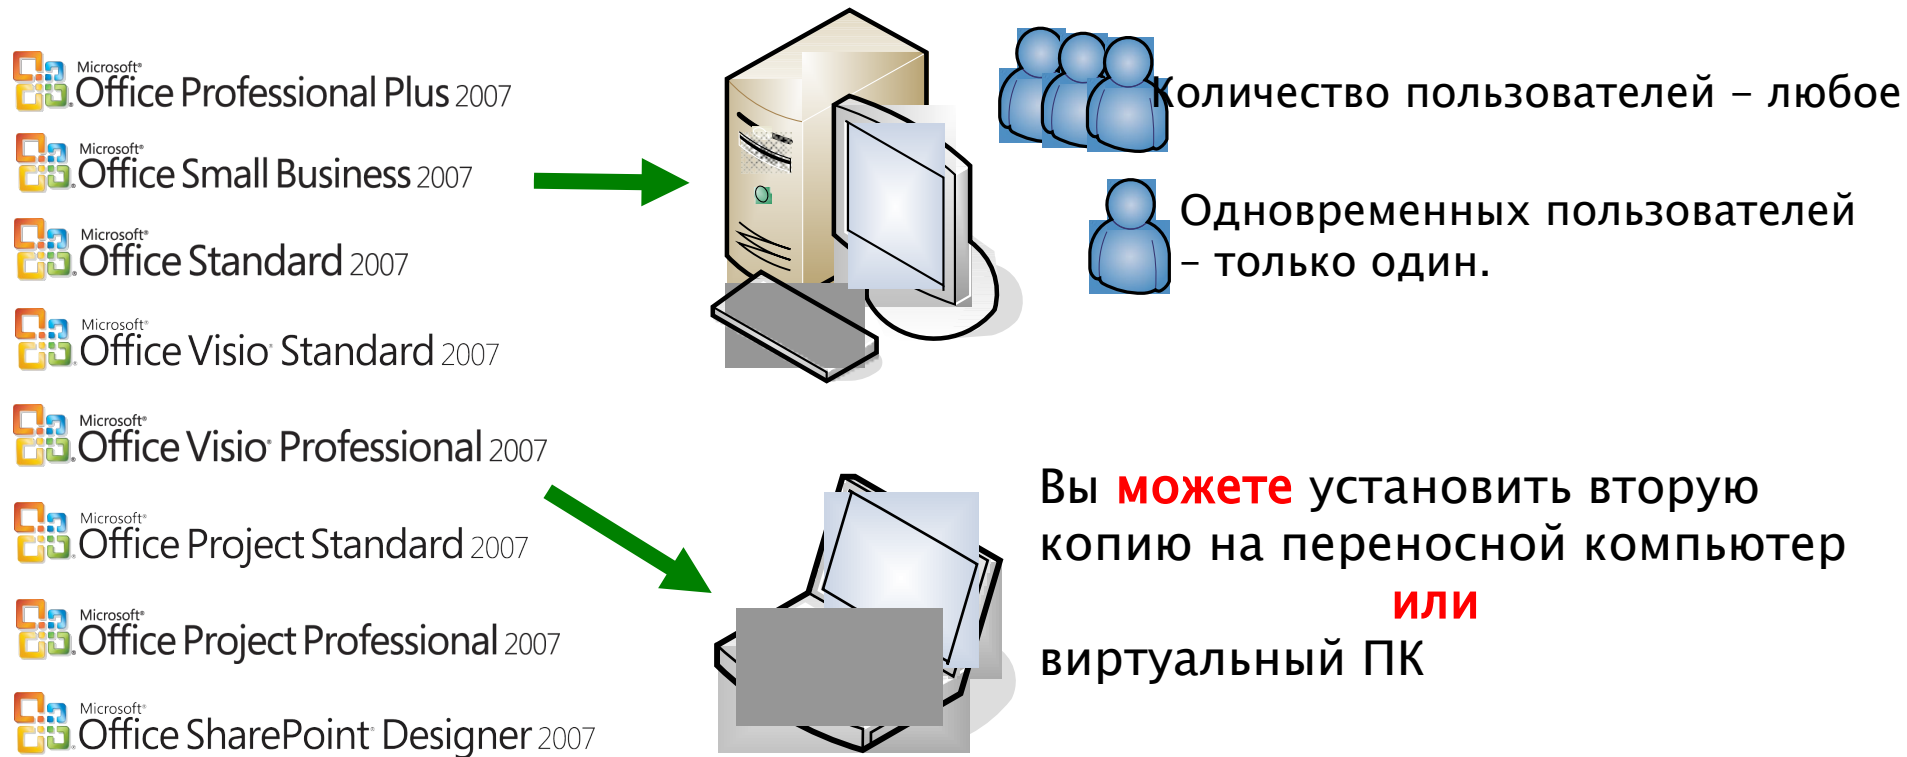 Microsoft®
Office Professional Plus 2007
Microsoft®
Office Small Business 2007
Microsoft®
Office Standard 2007
Microsoft®
Office Visio® Standard 2007
Microsoft®
Office Visio® Professional 2007
Microsoft®
Office Project Standard 2007
Microsoft®
Office Project Professional 2007
Microsoft®
Office SharePoint® Designer 2007
Количество пользователей – любое
Одновременных пользователей
– только один.
Вы можете установить вторую
копию на переносной компьютер
или
виртуальный ПК